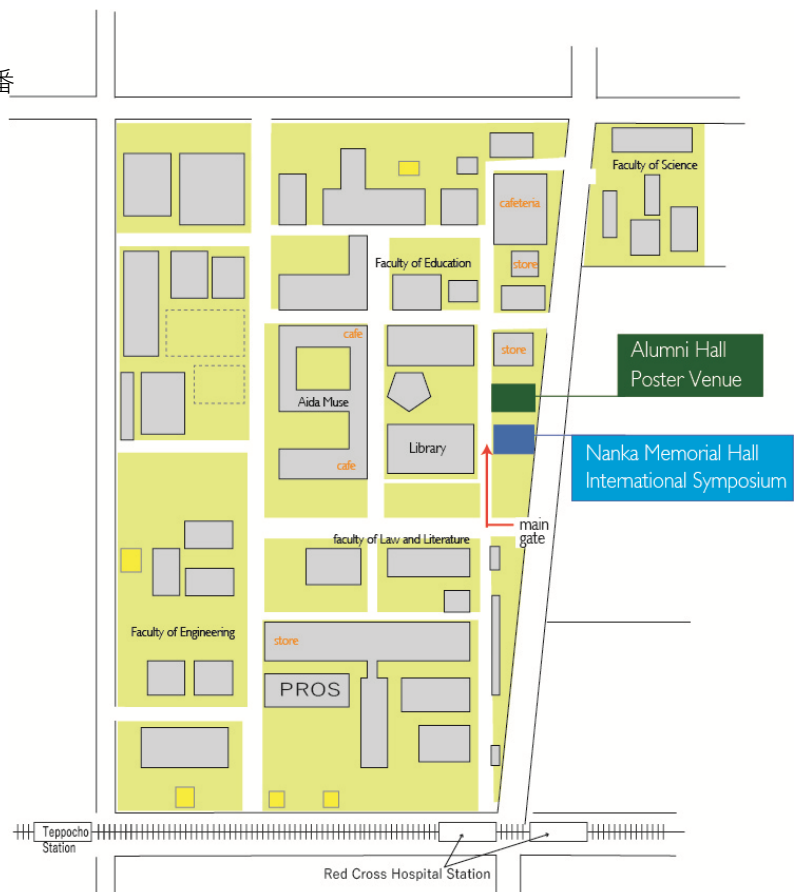 番
Faculty of Science
cafeteria
Faculty of Education
store
cafe
store
Alumni Hall
Poster Venue
Aida Muse
Library
cafe
Nanka Memorial Hall
International Symposium
main
gate
faculty of Law and Literature
Faculty of Engineering
store
PROS
Teppocho
Station
Red Cross Hospital Station